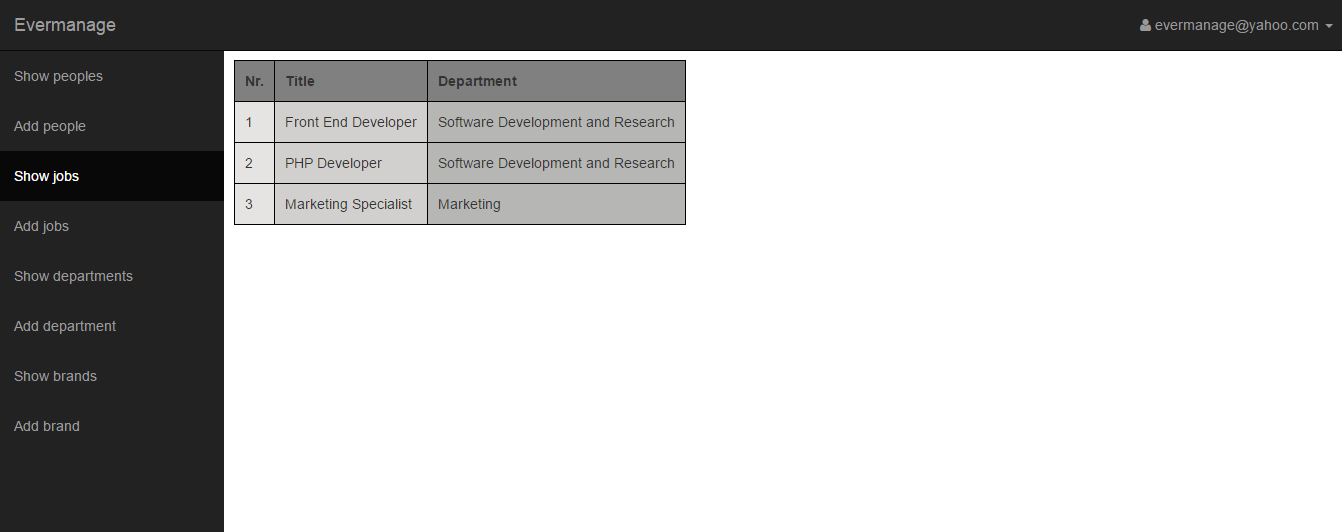 Evermanage
evermanage@yahoo.com
Show peoples
Add people
Show jobs
Add jobs
Show departments
Add department
Show brands
Add brand
Nr. Title Department
1 Front End Developer Software Development and Research
2 PHP Developer Software Development and Research
3 Marketing Specialist Marketing